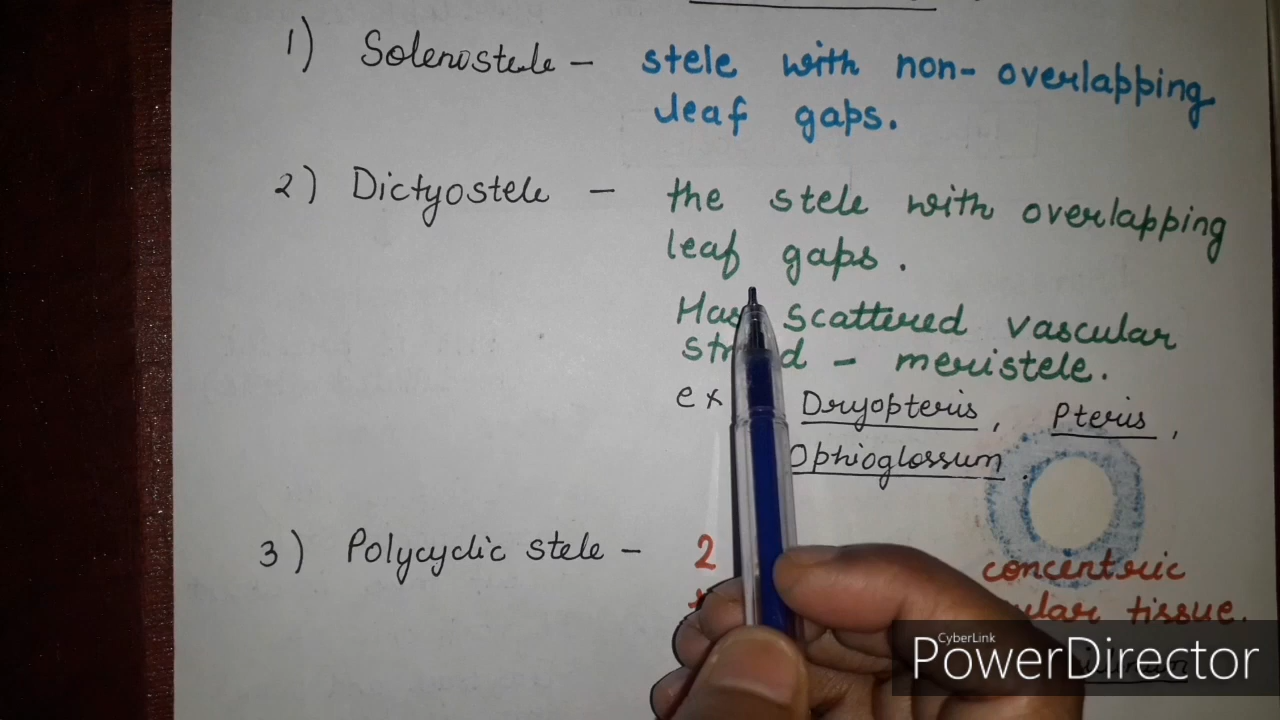 1) Solenostele - stele with non-overlapping
leaf gaps.
2) Dictyostele - the stele with overlapping
leaf gaps.
Has scattered vascular
- meristele.
ex Dryopteris, Pteris,
Ophioglossum.
3) Polycyclic stele - 2
concentric
tissue.
CyberLink
PowerDirector